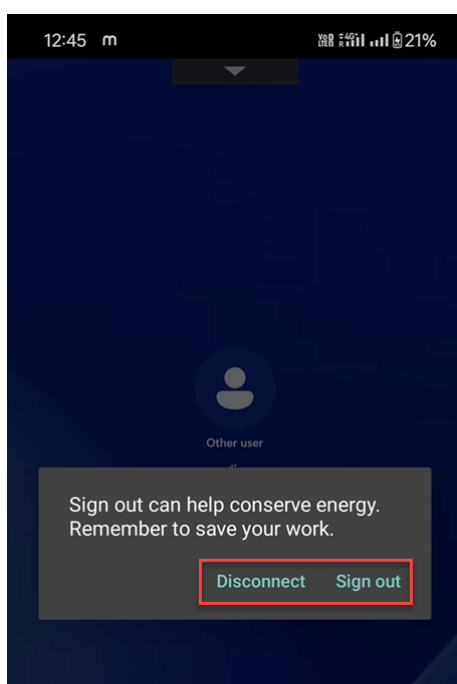 12:45 m 21%
Other user
Sign out can help conserve energy.
Remember to save your work.
Disconnect Sign out